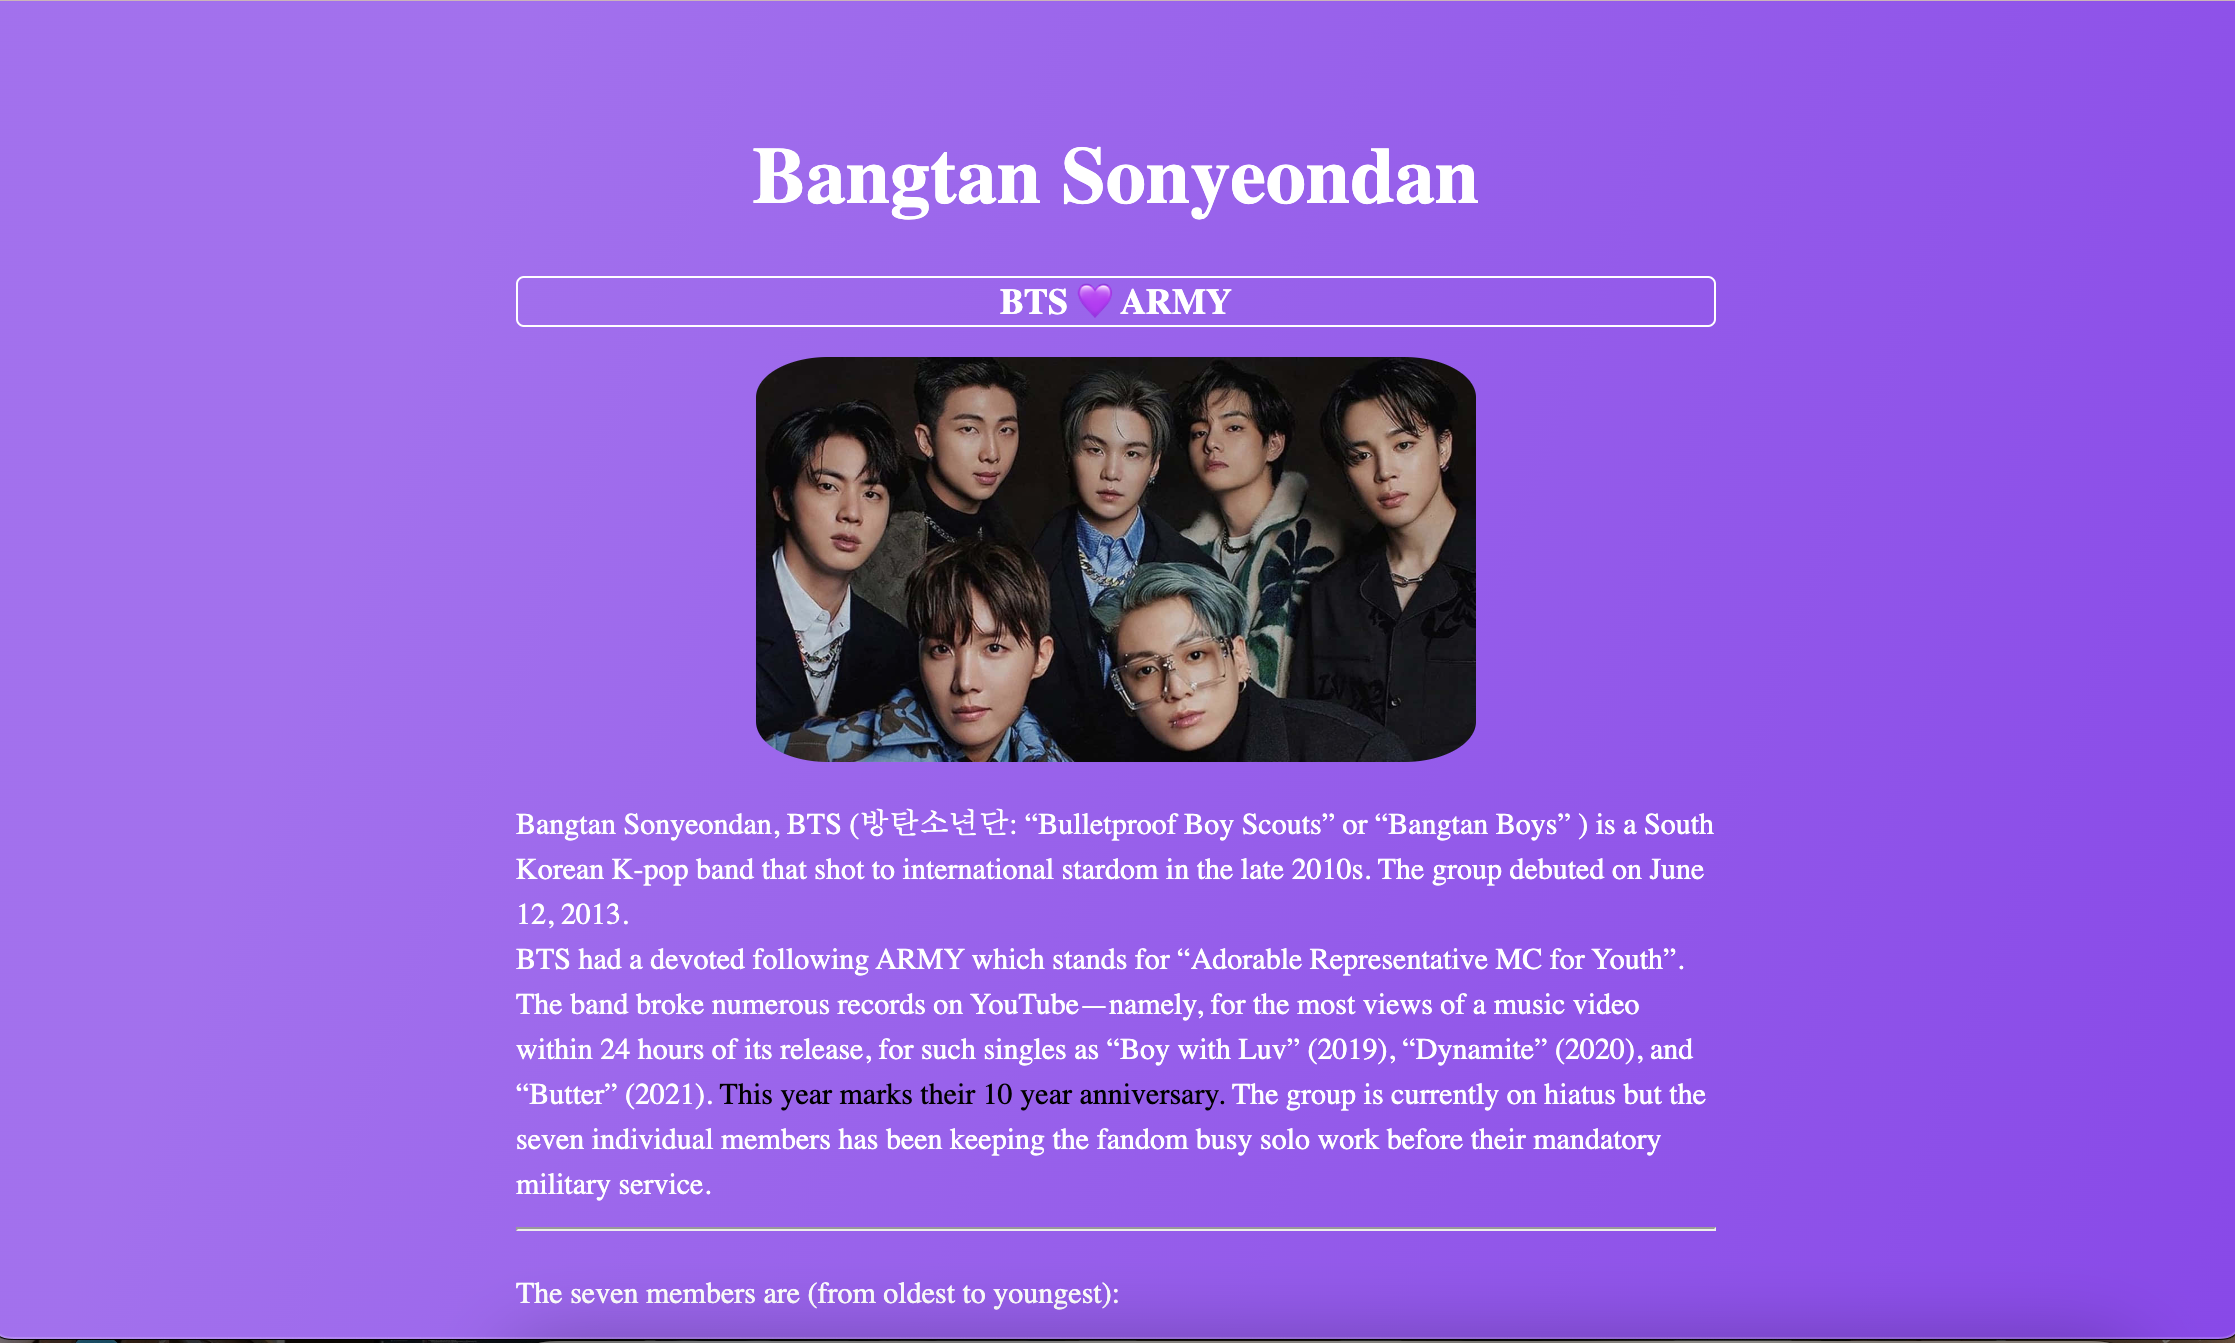 Bangtan Sonyeondan
BTS 💜 ARMY
Bangtan Sonyeondan, BTS (방탄소년단: “Bulletproof Boy Scouts” or “Bangtan Boys” ) is a South
Korean K-pop band that shot to international stardom in the late 2010s. The group debuted on June
12, 2013.
BTS had a devoted following ARMY which stands for “Adorable Representative MC for Youth”.
The band broke numerous records on YouTube—namely, for the most views of a music video
within 24 hours of its release, for such singles as “Boy with Luv” (2019), “Dynamite” (2020), and
“Butter” (2021). This year marks their 10 year anniversary. The group is currently on hiatus but the
seven individual members has been keeping the fandom busy solo work before their mandatory
military service.
The seven members are (from oldest to youngest):